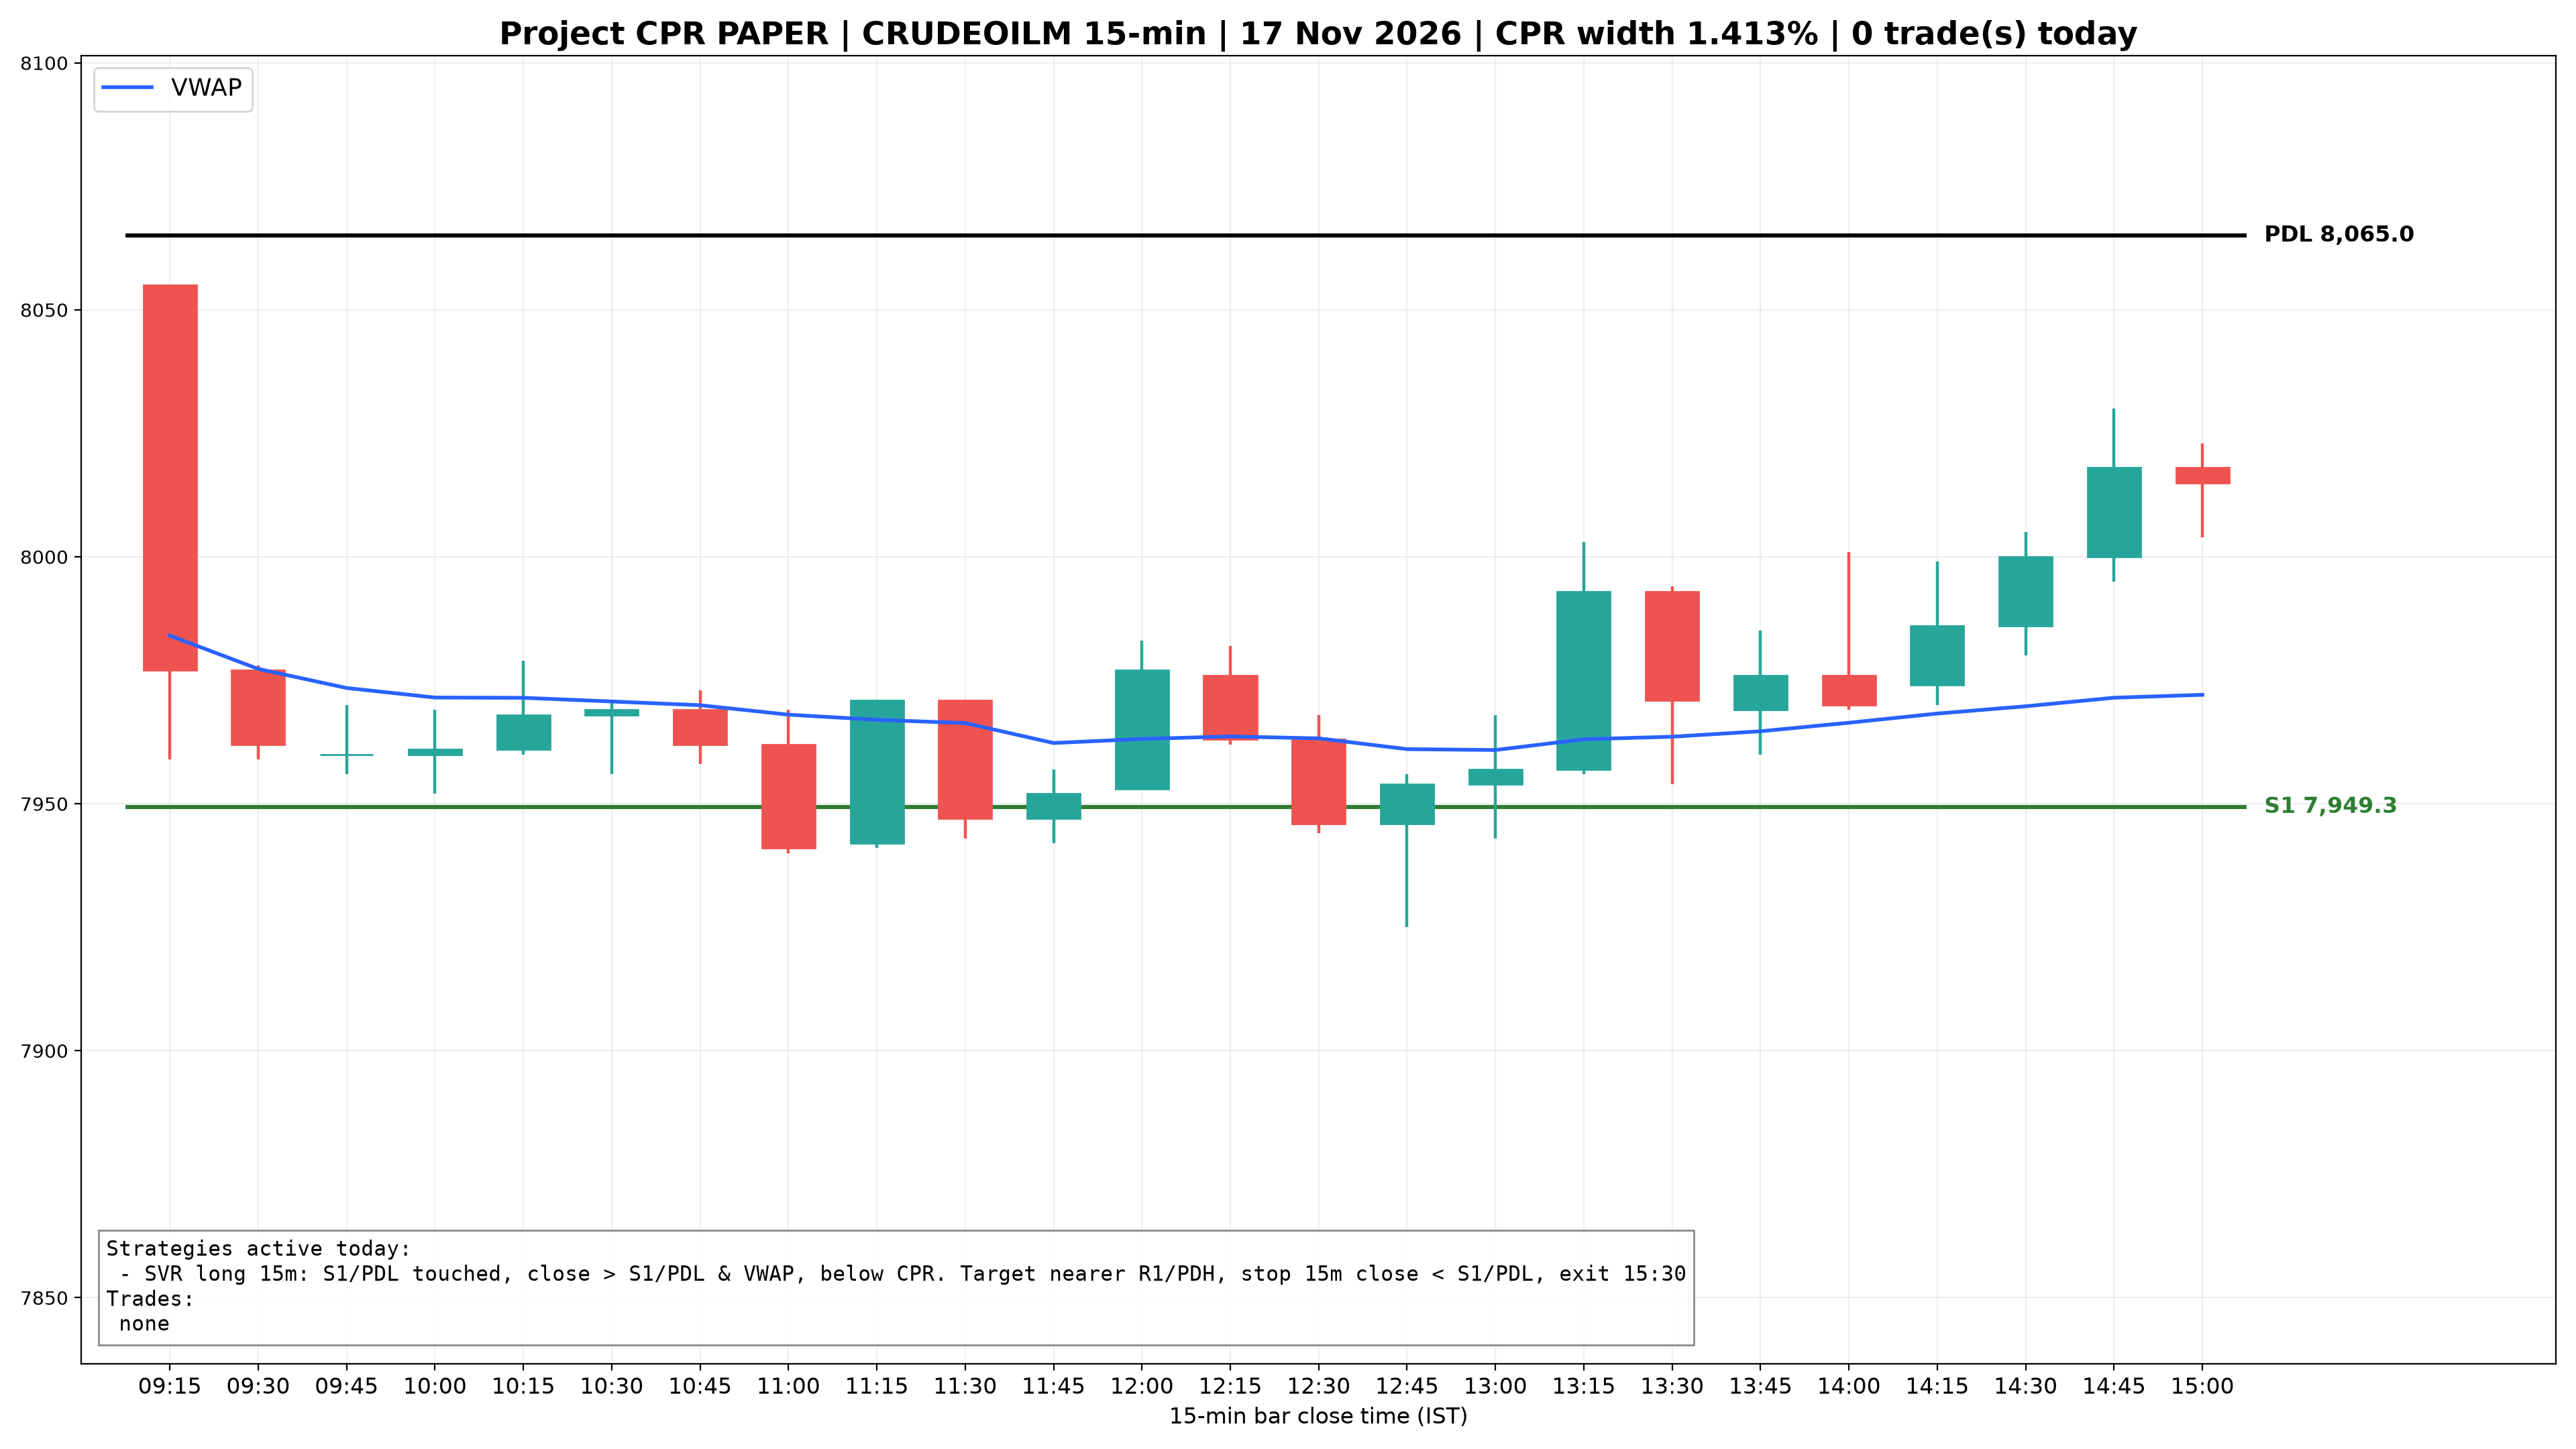 Project CPR PAPER | CRUDEOILM 15-min | 17 Nov 2026 | CPR width 1.413% | 0 trade(s) today
VWAP
8100
8050
8000
7950
7900
7850
PDL 8,065.0
S1 7,949.3
Strategies active today:
- SVR long 15m: S1/PDL touched, close > S1/PDL & VWAP, below CPR. Target nearer R1/PDH, stop 15m close < S1/PDL, exit 15:30
Trades:
none
09:15 09:30 09:45 10:00 10:15 10:30 10:45 11:00 11:15 11:30 11:45 12:00 12:15 12:30 12:45 13:00 13:15 13:30 13:45 14:00 14:15 14:30 14:45 15:00
15-min bar close time (IST)